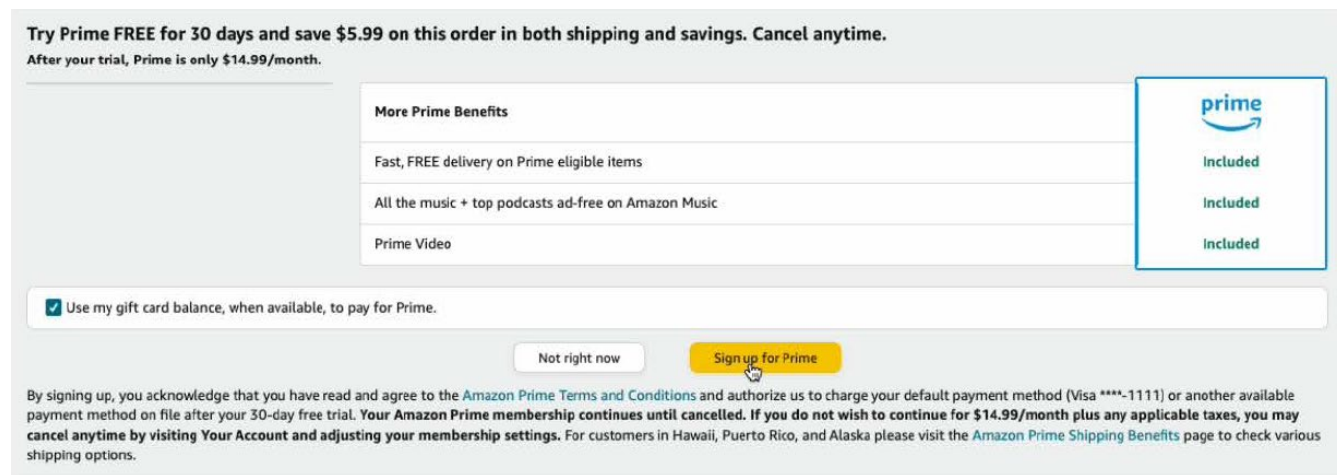 Try Prime FREE for 30 days and save $5.99 on this order in both shipping and savings. Cancel anytime.
After your trial, Prime is only $14.99/month.
More Prime Benefits
prime
Fast, FREE delivery on Prime eligible items
Included
All the music + top podcasts ad-free on Amazon Music
Included
Prime Video
Included
Use my gift card balance, when available, to pay for Prime.
Not right now
Sign up for Prime
By signing up, you acknowledge that you have read and agree to the Amazon Prime Terms and Conditions and authorize us to charge your default payment method (Visa ****-1111) or another available
payment method on file after your 30-day free trial. Your Amazon Prime membership continues until cancelled. If you do not wish to continue for $14.99/month plus any applicable taxes, you may
cancel anytime by visiting Your Account and adjusting your membership settings. For customers in Hawaii, Puerto Rico, and Alaska please visit the Amazon Prime Shipping Benefits page to check various
shipping options.